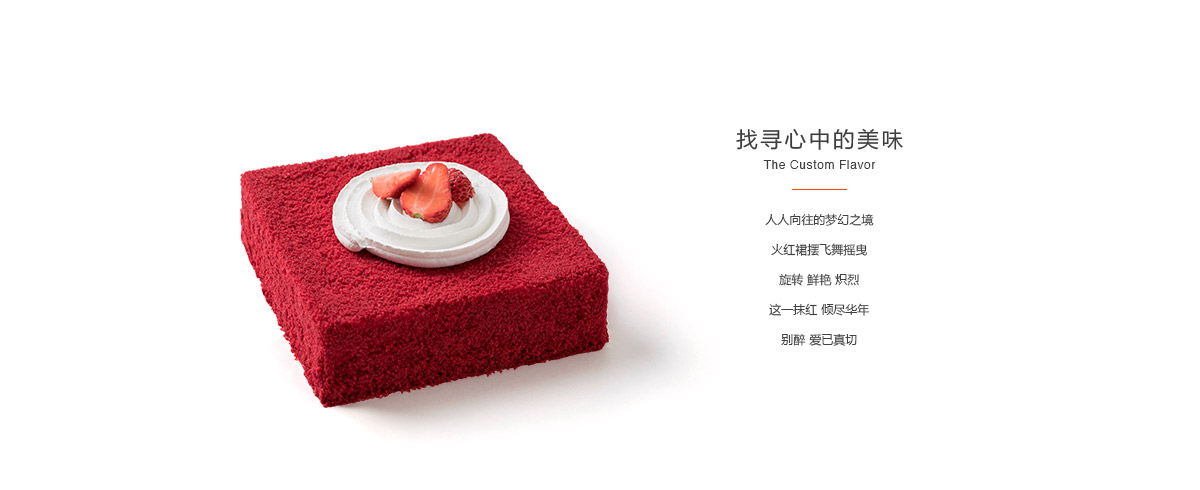 找寻心中的美味
The Custom Flavor
人人向往的梦幻之境
火红裙摆飞舞摇曳
旋转 鲜艳 炽烈
这一抹红 倾尽华年
别醉 爱已真切